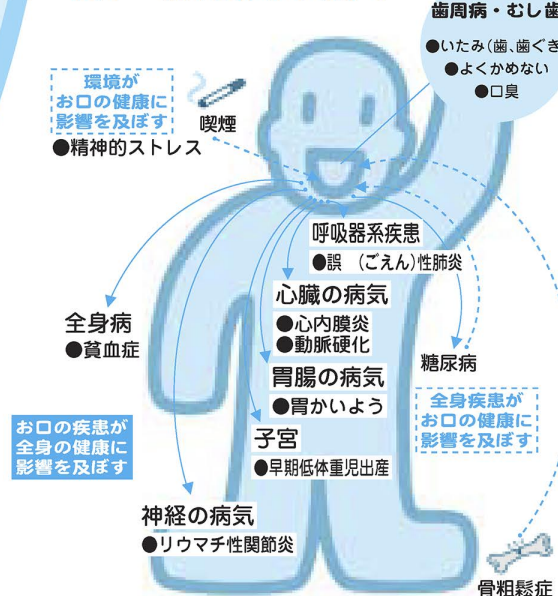 歯周病・むし歯
●いたみ(歯、歯ぐき
●よくかめない
●口臭
環境が
お口の健康に
影響を及ぼす
喫煙
●精神的ストレス
呼吸器系疾患
●誤　(ごえん)性肺炎
心臓の病気
●心内膜炎
●動脈硬化
全身病
●貧血症
糖尿病
胃腸の病気
●胃かいよう
全身疾患が
お口の健康に
影響を及ぼす
お口の疾患が
全身の健康に
影響を及ぼす
子宮
●早期低体重児出産
神経の病気
●リウマチ性関節炎
骨粗鬆症